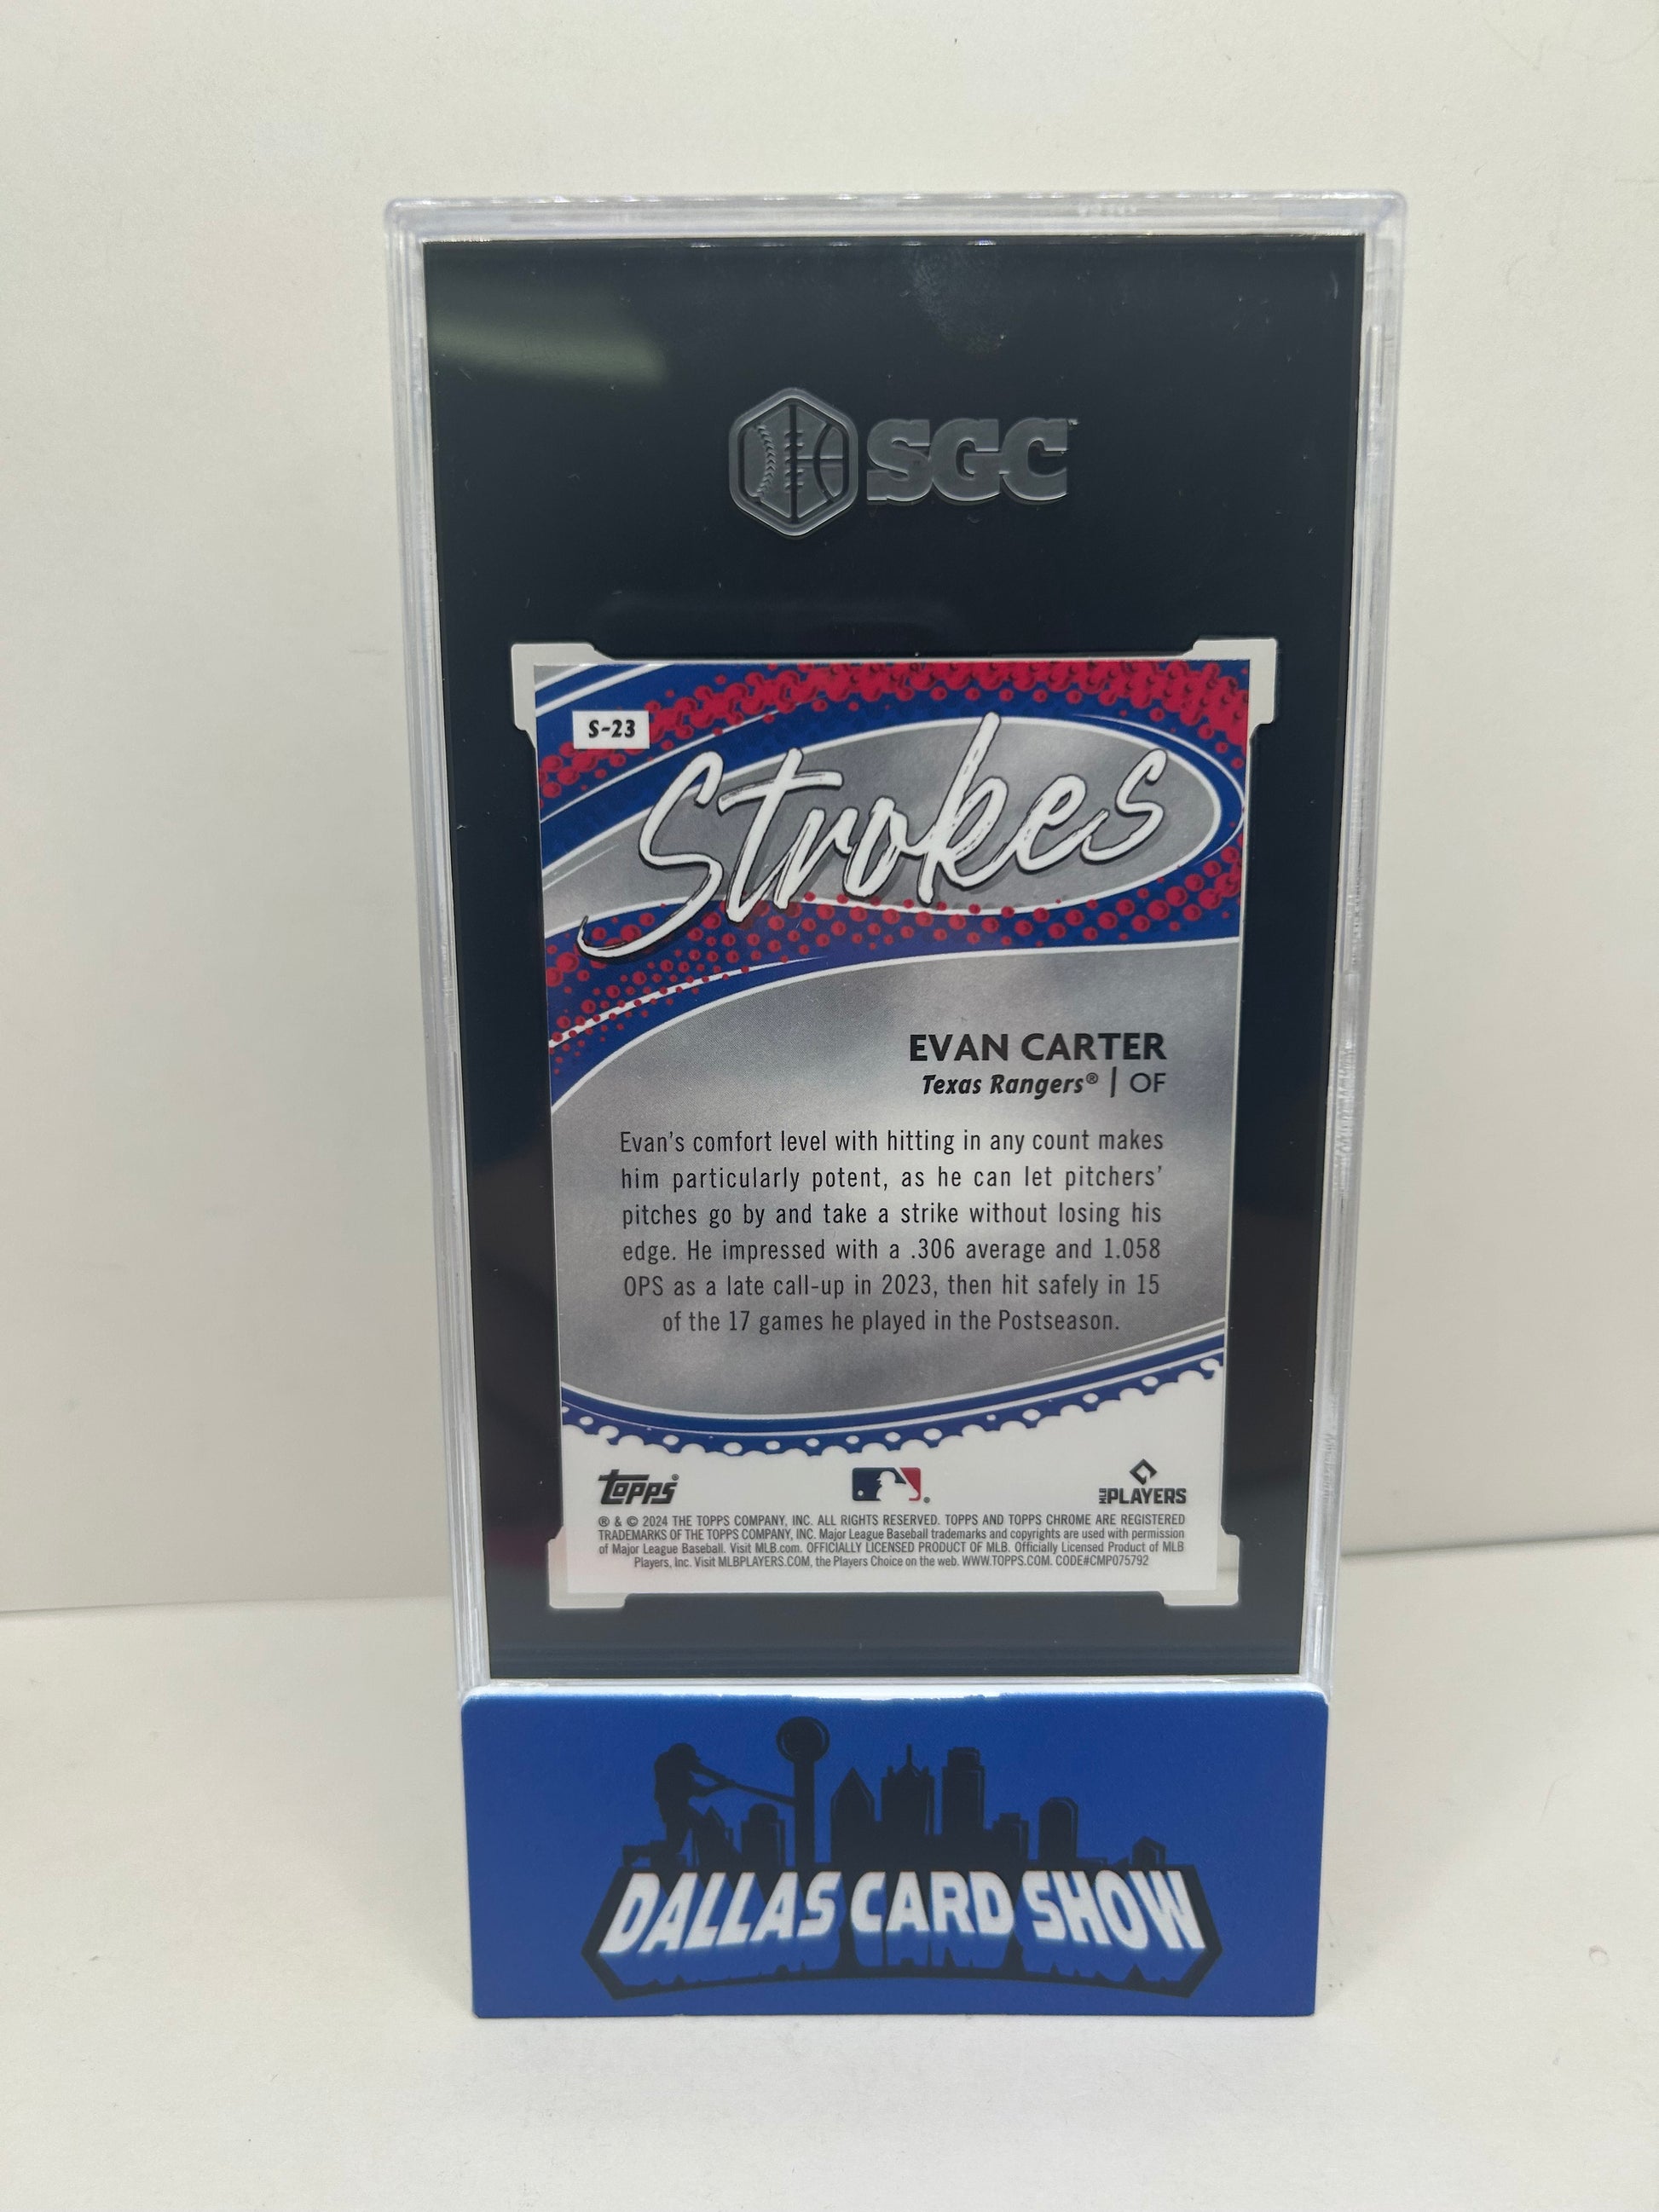 SGC
S-23
Strokes
EVAN CARTER
Texas Rangers® | OF
Evan's comfort level with hitting in any count makes
him particularly potent, as he can let pitchers'
pitches go by and take a strike without losing his
edge. He impressed with a .306 average and 1.058
OPS as a late call-up in 2023, then hit safely in 15
of the 17 games he played in the Postseason.
topps®
MLB PLAYERS
® & © 2024 THE TOPPS COMPANY, INC. ALL RIGHTS RESERVED. TOPPS AND TOPPS CHROME ARE REGISTERED
TRADEMARKS OF THE TOPPS COMPANY, INC. Major League Baseball trademarks and copyrights are used with permission
of Major League Baseball. Visit MLB.com. OFFICIALLY LICENSED PRODUCT OF MLB. Officially Licensed Product of MLB
Players, Inc. Visit MLBPLAYERS.COM, the Players Choice on the web. WWW.TOPPS.COM. CODE#CMP075792
DALLAS CARD SHOW